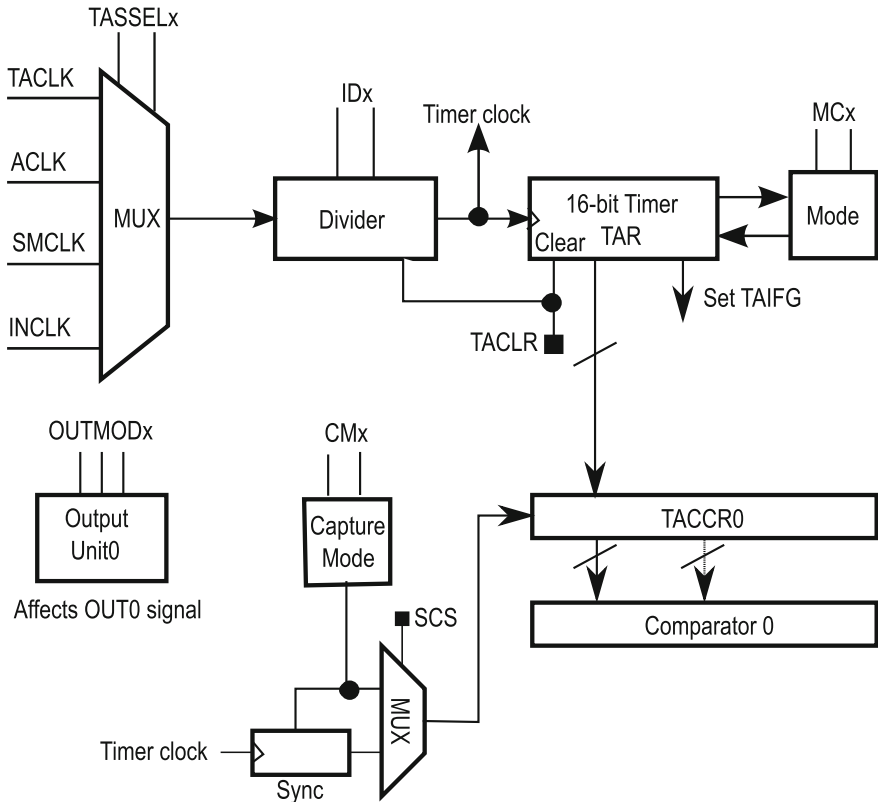 TASSELx
TACLK
ACLK
SMCLK
INCLK
MUX
IDx
Divider
Timer clock
16-bit Timer
TAR
Clear
MCx
Mode
TACLR
Set TAIFG
OUTMODx
Output
Unit0
Affects OUT0 signal
CMx
Capture
Mode
SCS
MUX
Timer clock
Sync
TACCR0
Comparator 0